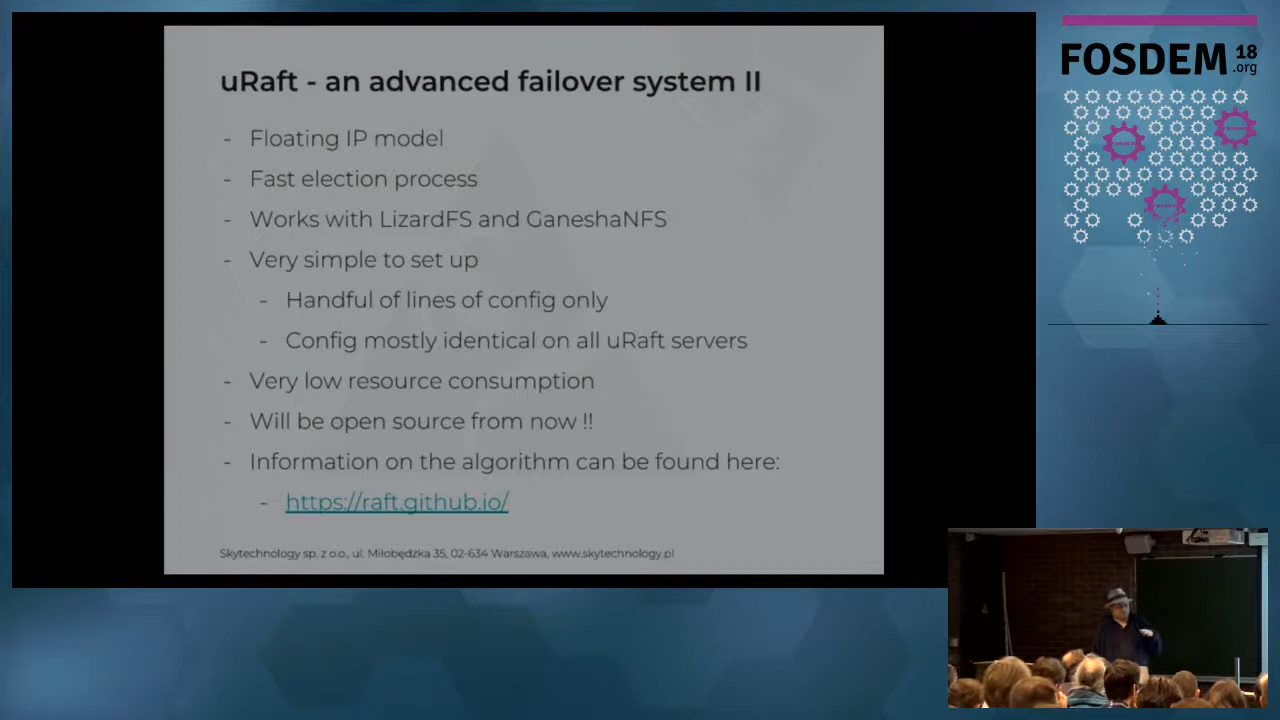 uRaft - an advanced failover system II
- Floating IP model
- Fast election process
- Works with LizardFS and GaneshaNFS
- Very simple to set up
- Handful of lines of config only
- Config mostly identical on all uRaft servers
- Very low resource consumption
- Will be open source from now !!
- Information on the algorithm can be found here:
- https://raft.github.io/
Skytechnology sp. z o.o., ul. Miłobędzka 35, 02-634 Warszawa, www.skytechnology.pl
FOSDEM 18
.org